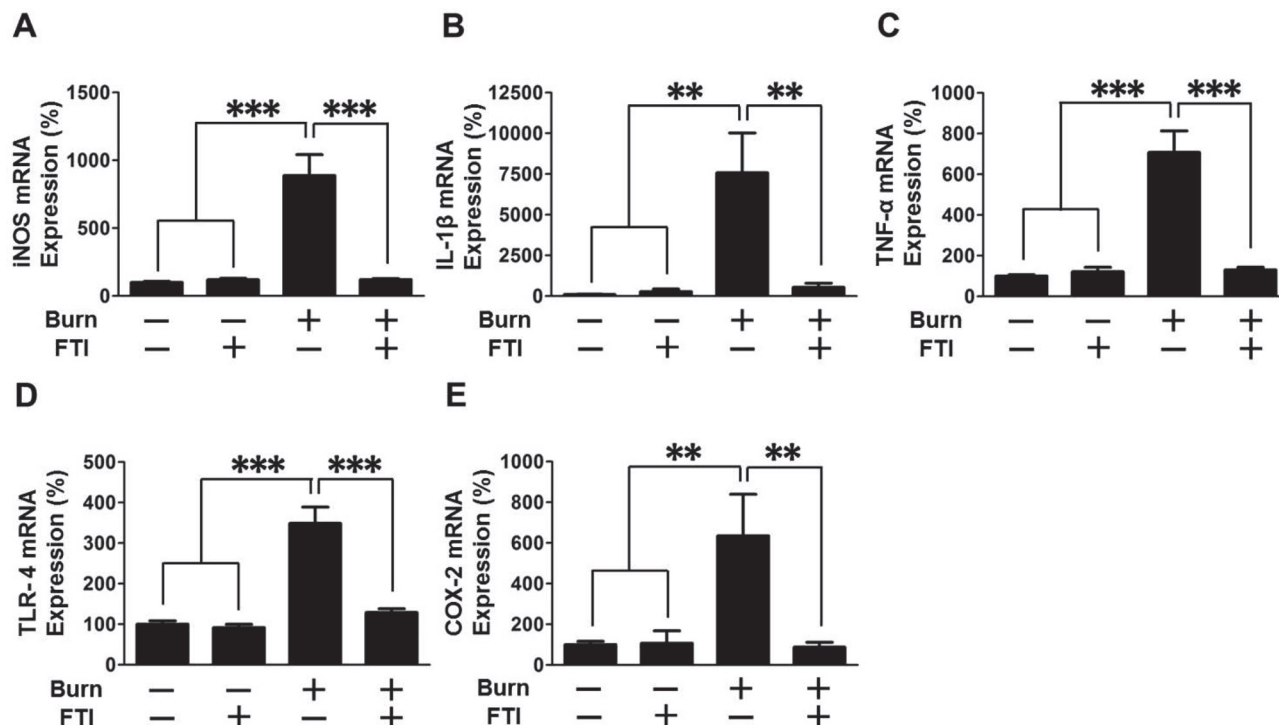 A
iNOS mRNA
Expression (%)
1500
1000
500
0
*** ***
Burn — — + +
FTI — + — +
B
IL-1β mRNA
Expression (%)
12500
10000
7500
5000
2500
0
** **
Burn — — + +
FTI — + — +
C
TNF-α mRNA
Expression (%)
1000
800
600
400
200
0
*** ***
Burn — — + +
FTI — + — +
D
TLR-4 mRNA
Expression (%)
500
400
300
200
100
0
*** ***
Burn — — + +
FTI — + — +
E
COX-2 mRNA
Expression (%)
1000
800
600
400
200
0
** **
Burn — — + +
FTI — + — +